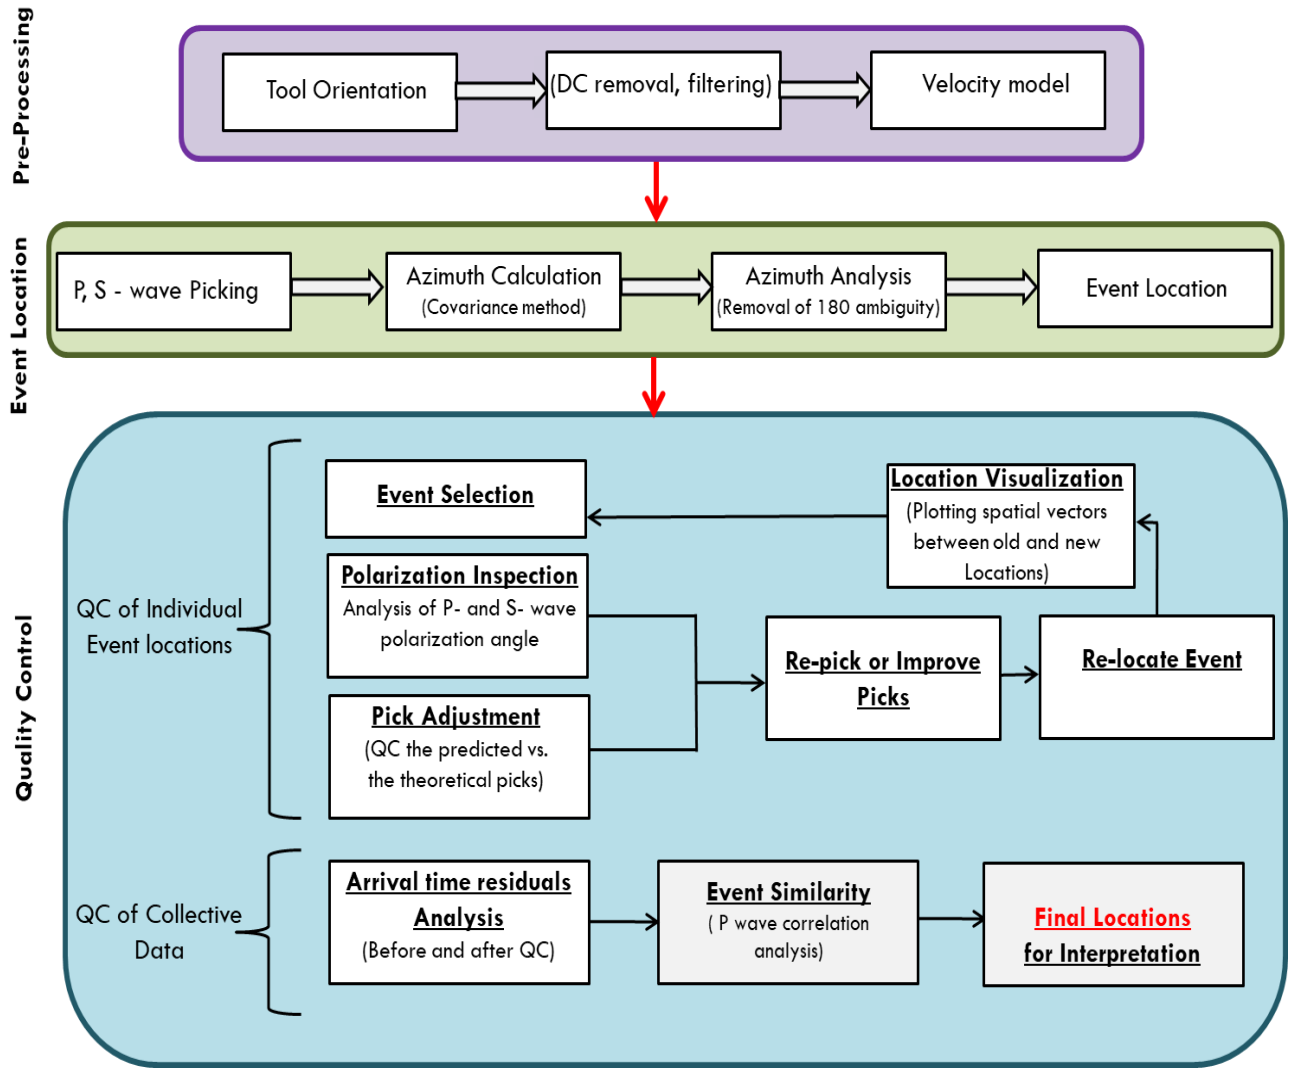 Pre-Processing
Tool Orientation
(DC removal, filtering)
Velocity model
Event Location
P, S - wave Picking
Azimuth Calculation
(Covariance method)
Azimuth Analysis
(Removal of 180 ambiguity)
Event Location
Quality Control
QC of Individual
Event locations
Event Selection
Location Visualization
(Plotting spatial vectors
between old and new
Locations)
Polarization Inspection
Analysis of P- and S- wave
polarization angle
Pick Adjustment
(QC the predicted vs.
the theoretical picks)
Re-pick or Improve
Picks
Re-locate Event
QC of Collective
Data
Arrival time residuals
Analysis
(Before and after QC)
Event Similarity
( P wave correlation
analysis)
Final Locations
for Interpretation